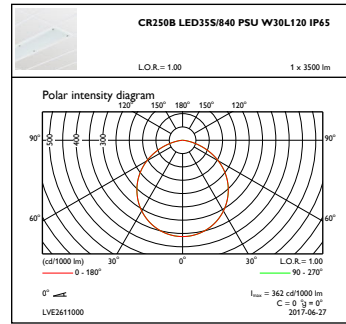 CR250B LED35S/840 PSU W30L120 IP65
L.O.R.= 1.00 1 x 3500 lm
Polar intensity diagram
120° 150° 180° 150° 120°
90° 500 400 300 90°
60° 60°
(cd/1000 lm) 30° 0° 30° L.O.R.= 1.00
0 - 180° 90 - 270°
0°
Imax = 362 cd/1000 lm
C = 0 °g = 0°
LVE2611000 2017-06-27